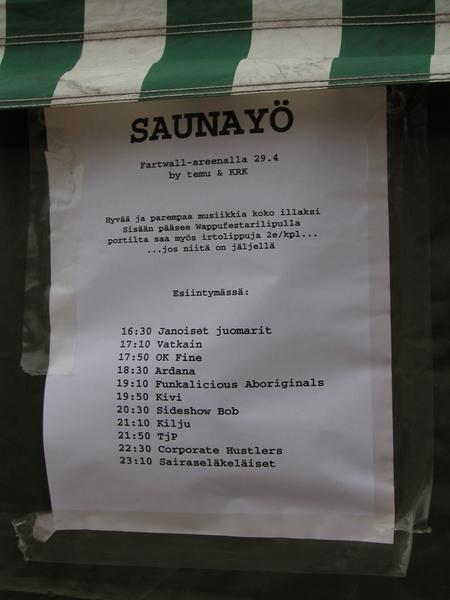 SAUNAYÖ
Fartwall-areenalla 29.4
by temu & KRK
Hyvää ja parempaa musiikkia koko illaksi
Sisään pääsee Wappufestarilipulla
portilta saa myös irtolippuja 2e/kpl...
...jos niitä on jäljellä
Esiintymässä:
16:30 Janoiset juomarit
17:10 Vatkain
17:50 OK Fine
18:30 Ardana
19:10 Funkalicious Aboriginals
19:50 Kivi
20:30 Sideshow Bob
21:10 Kilju
21:50 TjP
22:30 Corporate Hustlers
23:10 Sairaseläkeläiset